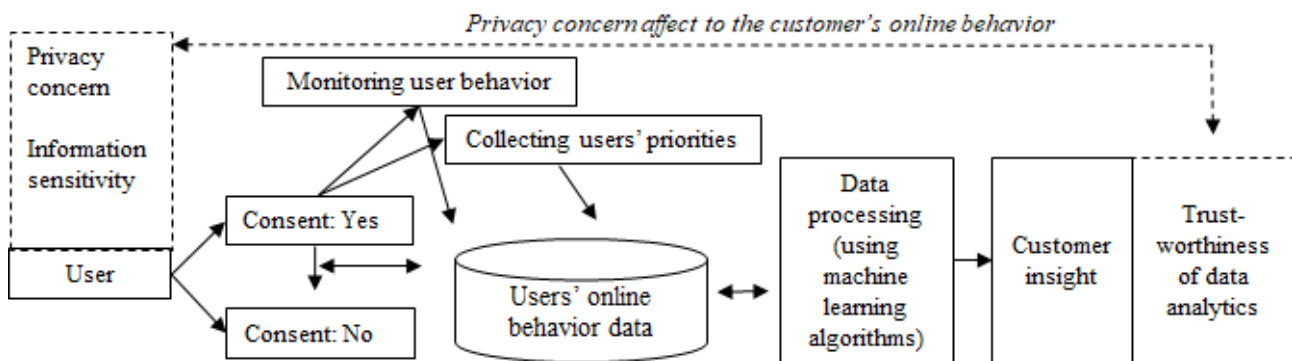 Privacy concern affect to the customer's online behavior
Privacy
concern
Information
sensitivity
User
Monitoring user behavior
Collecting users' priorities
Consent: Yes
Consent: No
Users' online
behavior data
Data
processing
(using
machine
learning
algorithms)
Customer
insight
Trust-
worthiness
of data
analytics